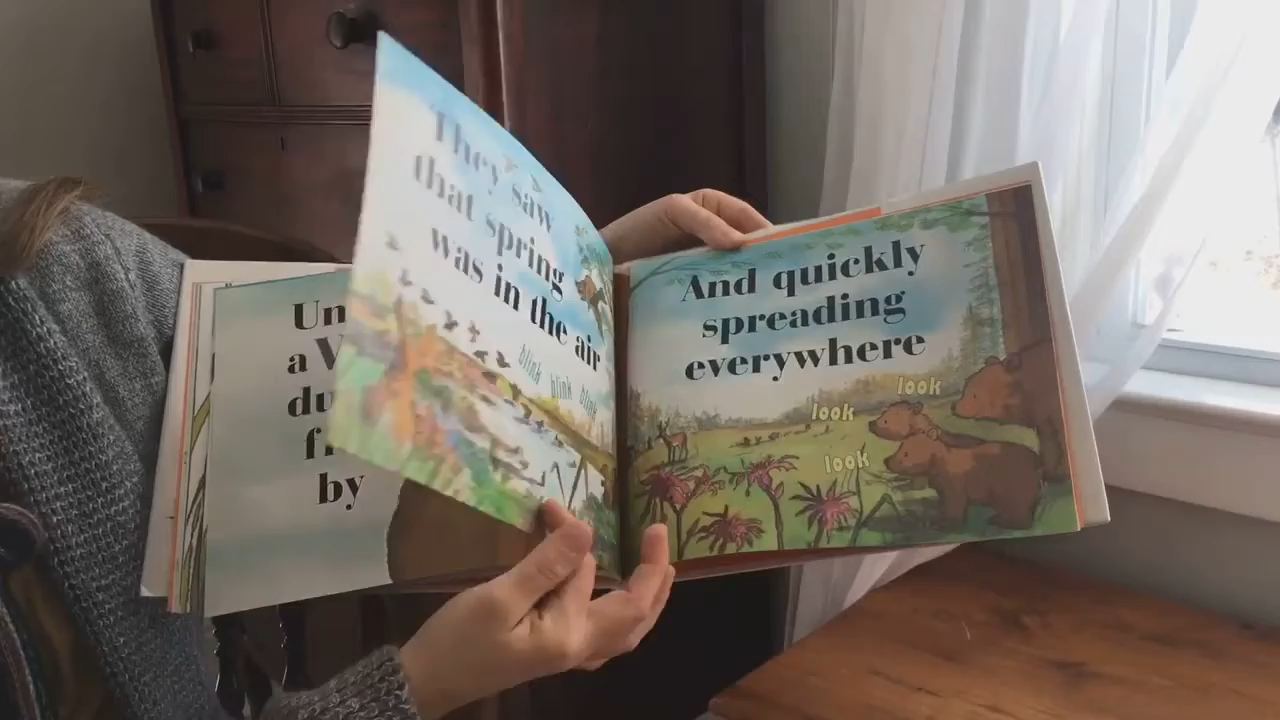 Un
a
du
by
They saw
that spring
was in the air
blink
blink
blink
And quickly
spreading
everywhere
look
look
look